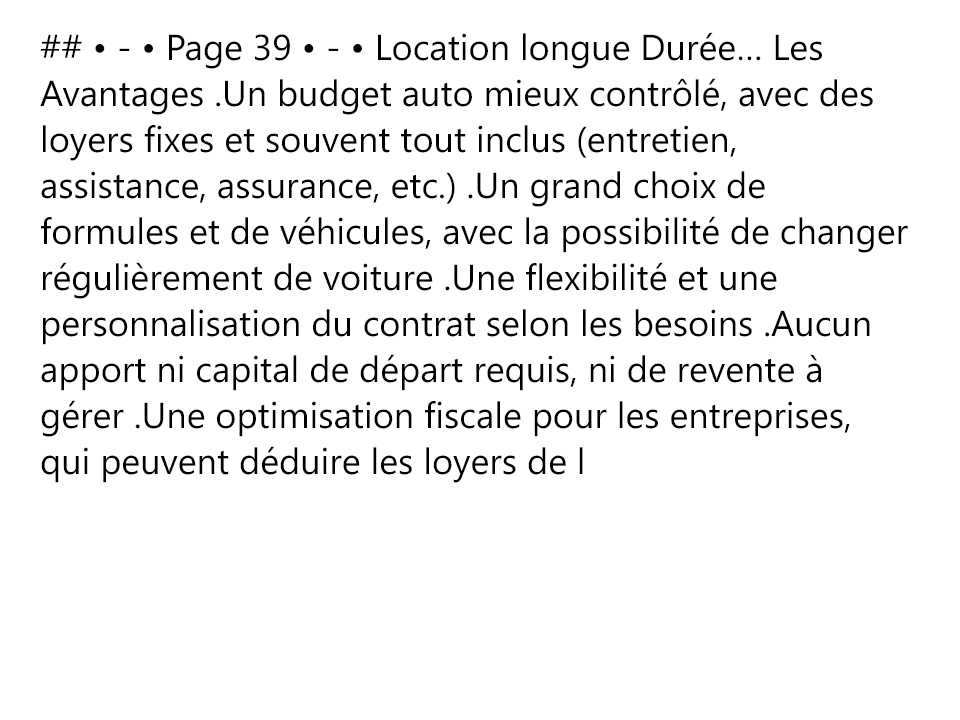 ## • - • Page 39 • - • Location longue Durée... Les
Avantages .Un budget auto mieux contrôlé, avec des
loyers fixes et souvent tout inclus (entretien,
assistance, assurance, etc.) .Un grand choix de
formules et de véhicules, avec la possibilité de changer
régulièrement de voiture .Une flexibilité et une
personnalisation du contrat selon les besoins .Aucun
apport ni capital de départ requis, ni de revente à
gérer .Une optimisation fiscale pour les entreprises,
qui peuvent déduire les loyers de l